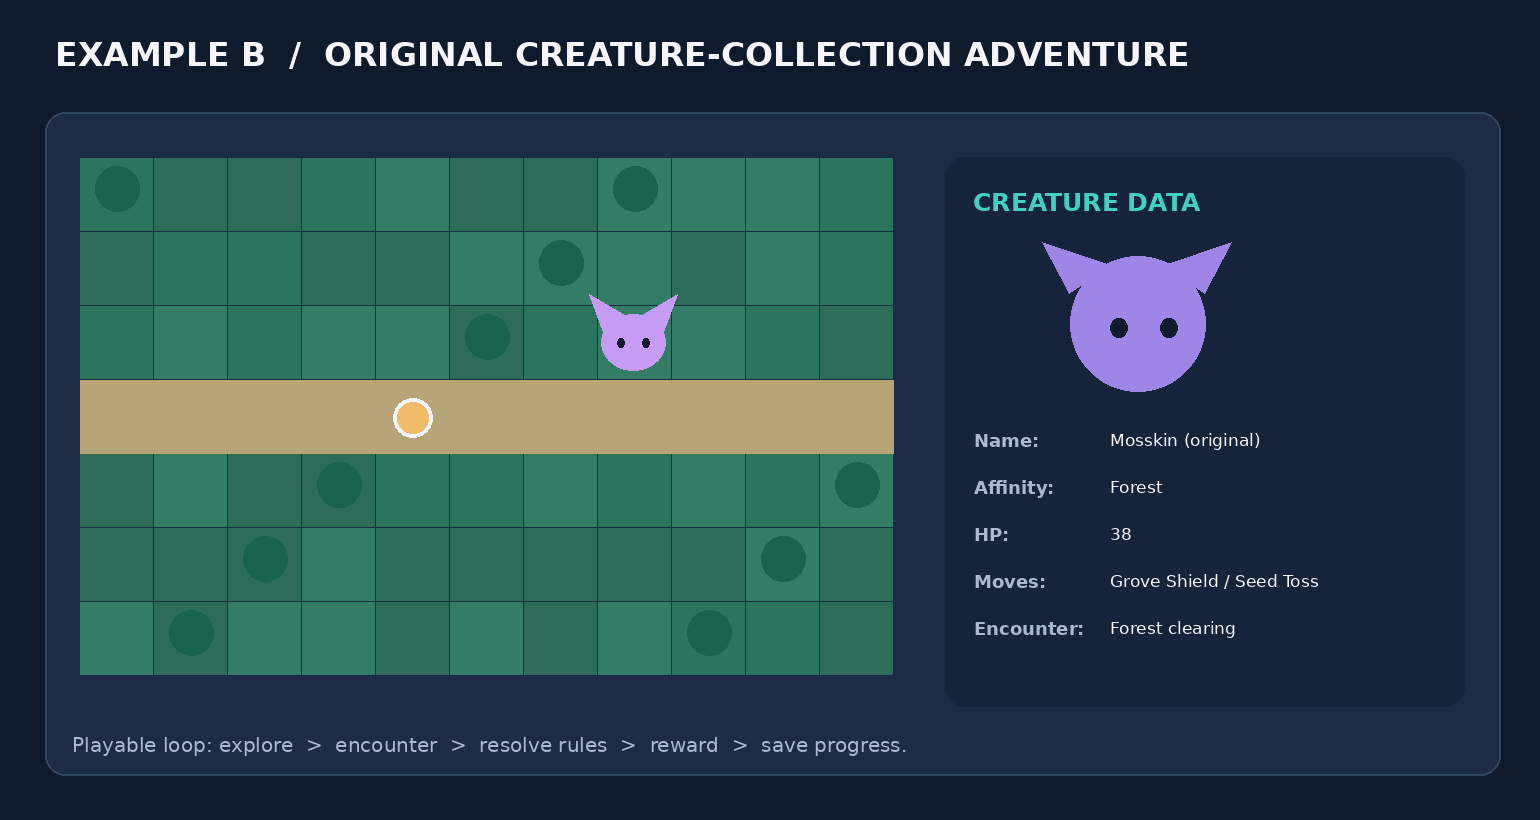 EXAMPLE B / ORIGINAL CREATURE-COLLECTION ADVENTURE
CREATURE DATA
Name: Mosskin (original)
Affinity: Forest
HP: 38
Moves: Grove Shield / Seed Toss
Encounter: Forest clearing
Playable loop: explore > encounter > resolve rules > reward > save progress.